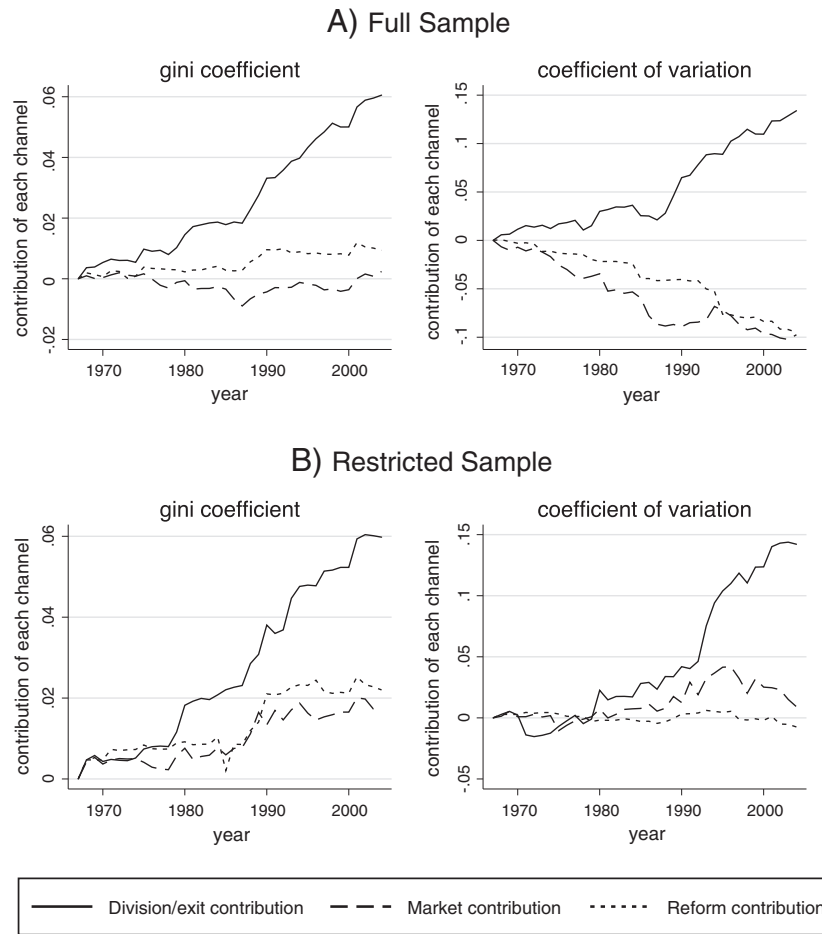 A) Full Sample
gini coefficient
contribution of each channel
.06
.04
.02
0
-.02
1970
1980
1990
2000
year
coefficient of variation
contribution of each channel
.15
.1
.05
0
-.05
-.1
1970
1980
1990
2000
year
B) Restricted Sample
gini coefficient
contribution of each channel
.06
.04
.02
0
1970
1980
1990
2000
year
coefficient of variation
contribution of each channel
.15
.1
.05
0
-.05
1970
1980
1990
2000
year
Division/exit contribution
Market contribution
Reform contribution